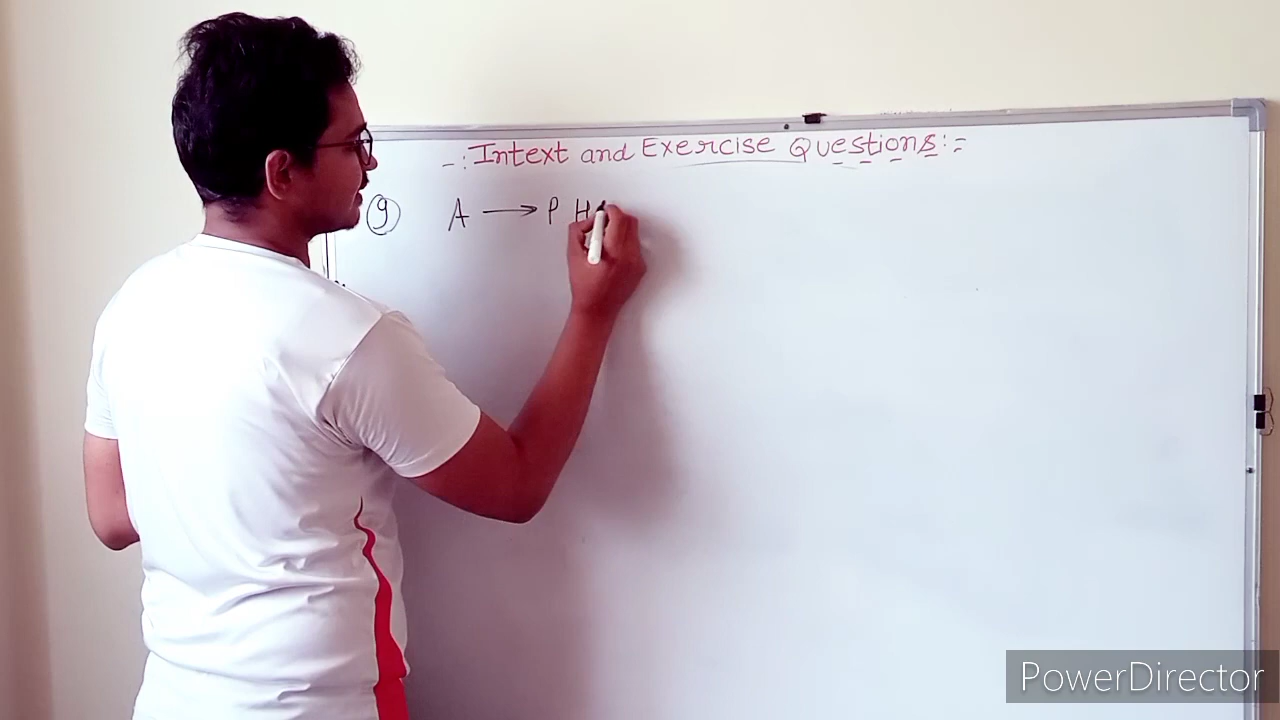 -: Intext and Exercise Questions :-
9 A → P H
PowerDirector